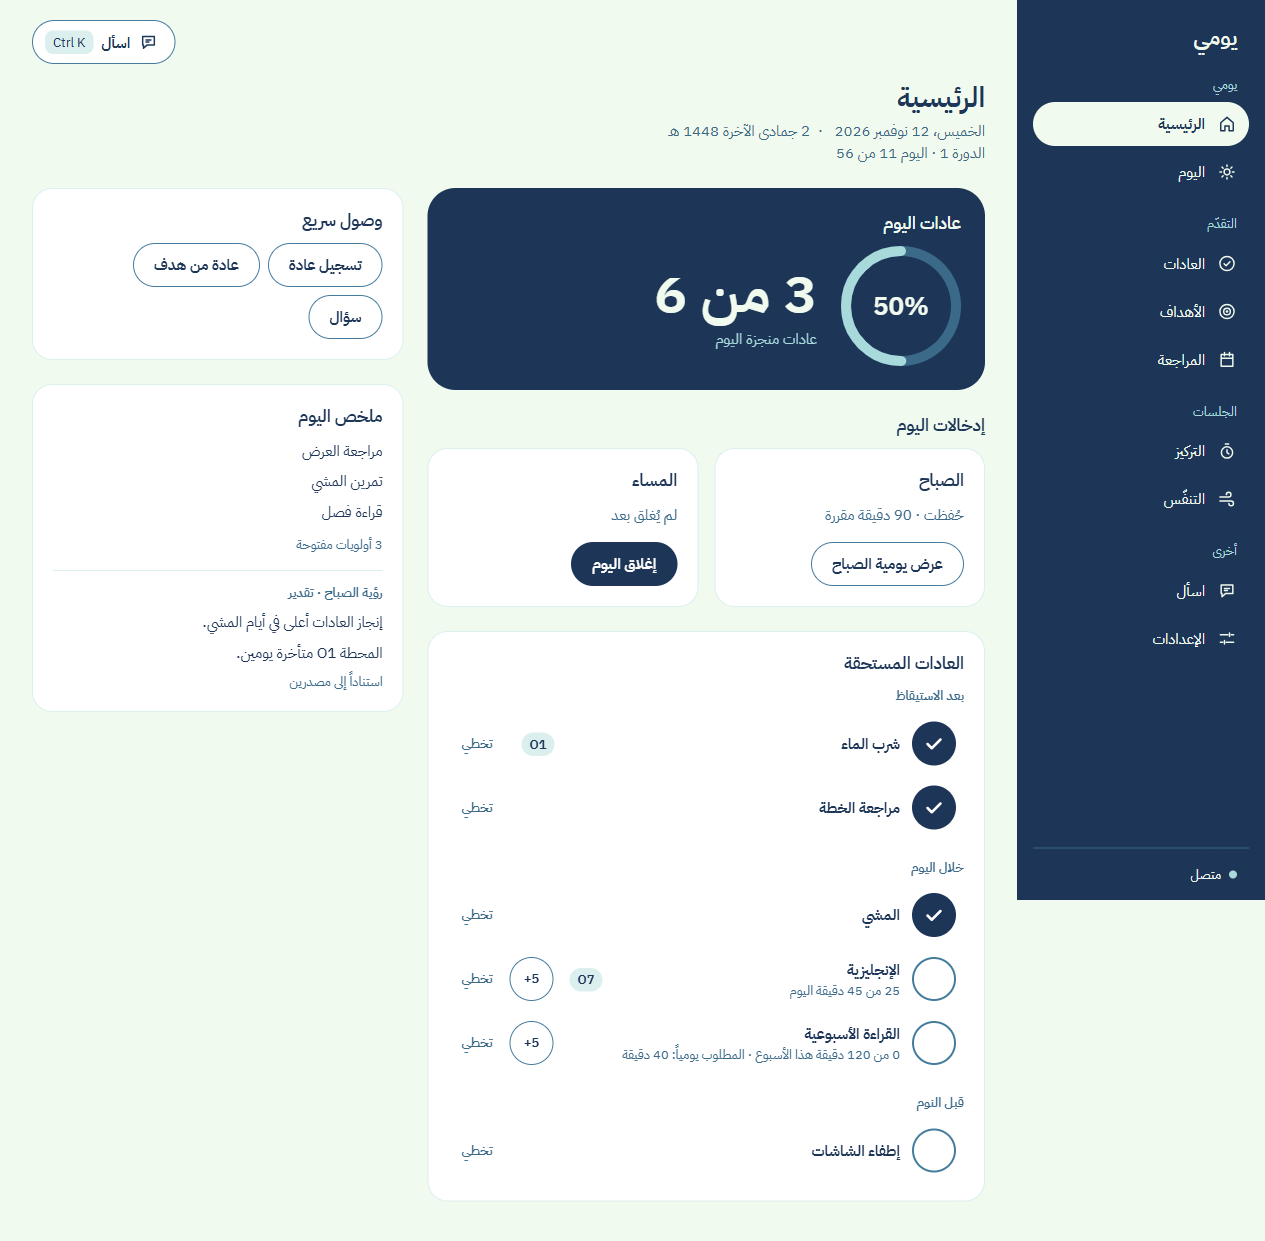 يومي
يومي
الرئيسية
اليوم
التقدّم
العادات
الأهداف
المراجعة
الجلسات
التركيز
التنفّس
أخرى
اسأل
الإعدادات
متصل
اسأل Ctrl K
الرئيسية
الخميس، 12 نوفمبر 2026 · 2 جمادى الآخرة 1448 هـ
الدورة 1 · اليوم 11 من 56
عادات اليوم
50%
3 من 6
عادات منجزة اليوم
إدخالات اليوم
الصباح
حُفظت · 90 دقيقة مقررة
عرض يومية الصباح
المساء
لم يُغلق بعد
إغلاق اليوم
العادات المستحقة
بعد الاستيقاظ
شرب الماء O1 تخطي
مراجعة الخطة تخطي
خلال اليوم
المشي تخطي
الإنجليزية O7 +5 تخطي
25 من 45 دقيقة اليوم
القراءة الأسبوعية +5 تخطي
0 من 120 دقيقة هذا الأسبوع · المطلوب يومياً: 40 دقيقة
قبل النوم
إطفاء الشاشات تخطي
وصول سريع
تسجيل عادة
عادة من هدف
سؤال
ملخص اليوم
مراجعة العرض
تمرين المشي
قراءة فصل
3 أولويات مفتوحة
رؤية الصباح · تقدير
إنجاز العادات أعلى في أيام المشي.
المحطة O1 متأخرة يومين.
استناداً إلى مصدرين